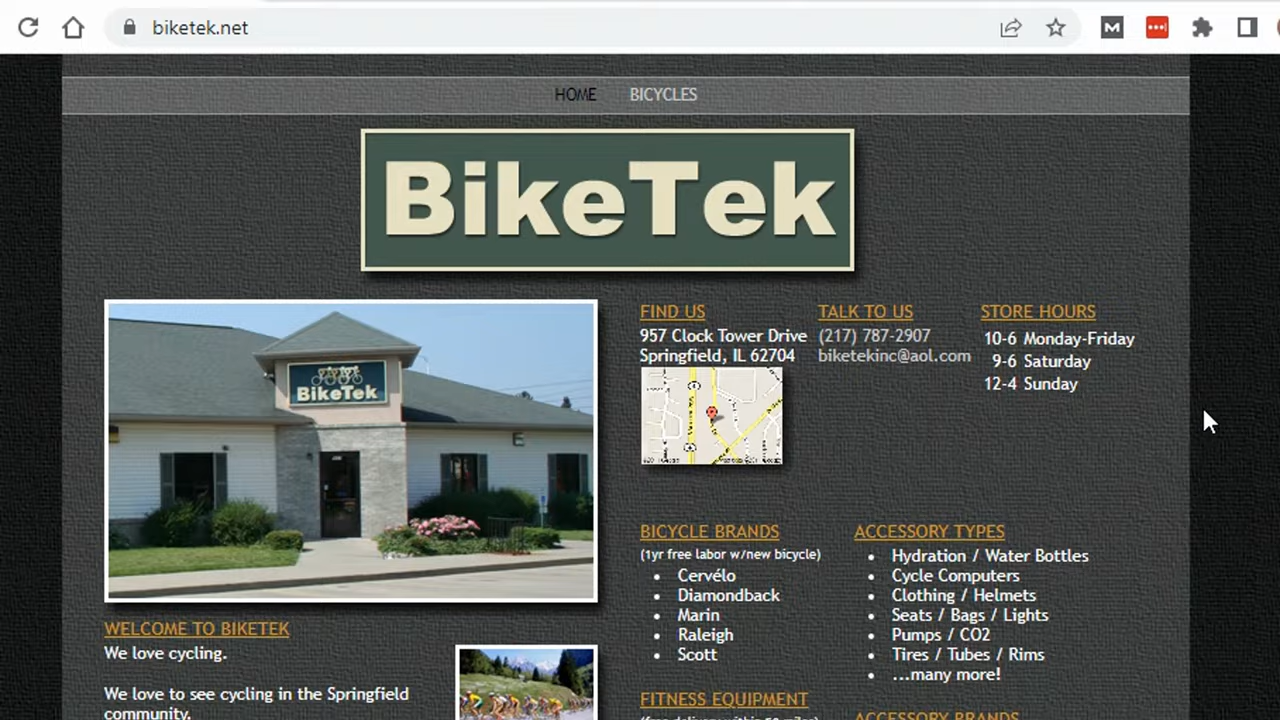 biketek.net
HOME BICYCLES
BikeTek
BikeTek
FIND US
957 Clock Tower Drive
Springfield, IL 62704
TALK TO US
(217) 787-2907
biketekinc@aol.com
STORE HOURS
10-6 Monday-Friday
9-6 Saturday
12-4 Sunday
WELCOME TO BIKETEK
We love cycling.
We love to see cycling in the Springfield
community.
BICYCLE BRANDS
(1yr free labor w/new bicycle)
• Cervélo
• Diamondback
• Marin
• Raleigh
• Scott
FITNESS EQUIPMENT
ACCESSORY TYPES
• Hydration / Water Bottles
• Cycle Computers
• Clothing / Helmets
• Seats / Bags / Lights
• Pumps / CO2
• Tires / Tubes / Rims
• ...many more!
ACCESSORY BRANDS